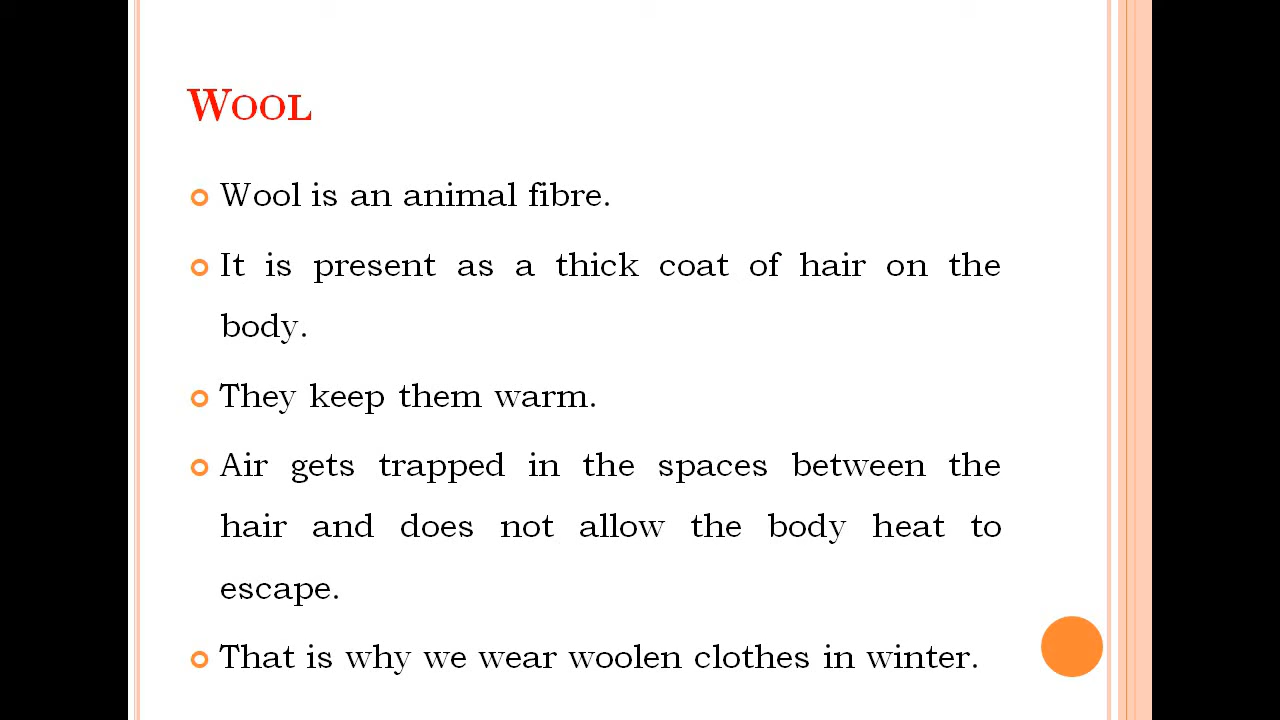 Wool
Wool is an animal fibre.
It is present as a thick coat of hair on the
body.
They keep them warm.
Air gets trapped in the spaces between the
hair and does not allow the body heat to
escape.
That is why we wear woolen clothes in winter.